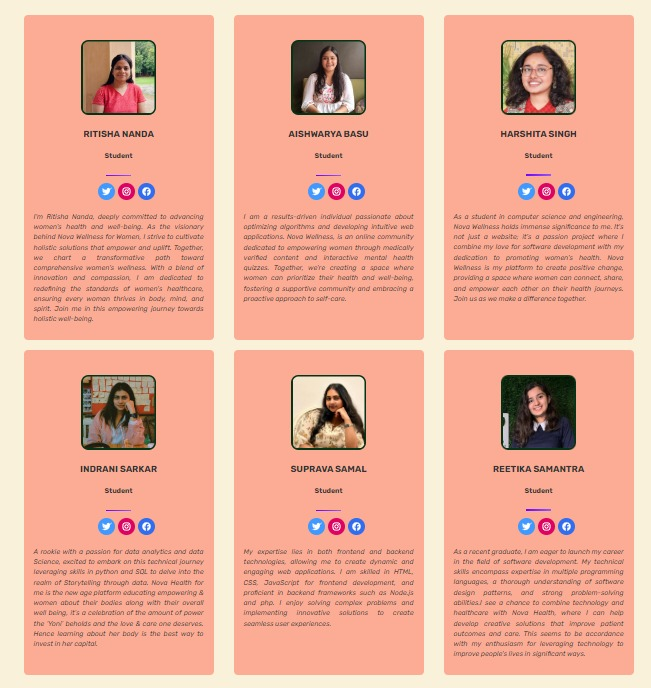 RITISHA NANDA
Student
I'm Ritisha Nanda, deeply committed to advancing
women's health and well-being. As the visionary
behind Nova Wellness for Women, I strive to cultivate
holistic solutions that empower and uplift. Together,
we chart a transformative path toward
comprehensive women's wellness. With a blend of
innovation and compassion, I am dedicated to
redefining the standards of women's healthcare,
ensuring every woman thrives in body, mind, and
spirit. Join me in this empowering journey towards
holistic well-being.
AISHWARYA BASU
Student
I am a results-driven individual passionate about
optimizing algorithms and developing intuitive web
applications. Nova Wellness, is an online community
dedicated to empowering women through medically
verified content and interactive mental health
quizzes. Together, we're creating a space where
women can prioritize their health and well-being,
fostering a supportive community and embracing a
proactive approach to self-care.
HARSHITA SINGH
Student
As a student in computer science and engineering,
Nova Wellness holds immense significance to me. It's
not just a website; it's a passion project where I
combine my love for software development with my
dedication to promoting women's health. Nova
Wellness is my platform to create positive change,
providing a space where women can connect, share,
and empower each other on their health journeys.
Join us as we make a difference together.
INDRANI SARKAR
Student
A rookie with a passion for data analytics and data
Science, excited to embark on this technical journey
leveraging skills in python and SQL to delve into the
realm of Storytelling through data. Nova Health for
me is the new age platform educating empowering &
women about their bodies along with their overall
well being, it's a celebration of the amount of power
the 'Yoni' beholds and the love & care one deserves.
Hence learning about her body is the best way to
invest in her capital.
SUPRAVA SAMAL
Student
My expertise lies in both frontend and backend
technologies, allowing me to create dynamic and
engaging web applications. I am skilled in HTML,
CSS, JavaScript for frontend development, and
proficient in backend frameworks such as Node.js
and php, I enjoy solving complex problems and
implementing innovative solutions to create
seamless user experiences.
REETIKA SAMANTRA
Student
As a recent graduate, I am eager to launch my career
in the field of software development. My technical
skills encompass expertise in multiple programming
languages, a thorough understanding of software
design patterns, and strong problem-solving
abilities.I see a chance to combine technology and
healthcare with Nova Health, where I can help
develop creative solutions that improve patient
outcomes and care. This seems to be accordance
with my enthusiasm for leveraging technology to
improve people's lives in significant ways.